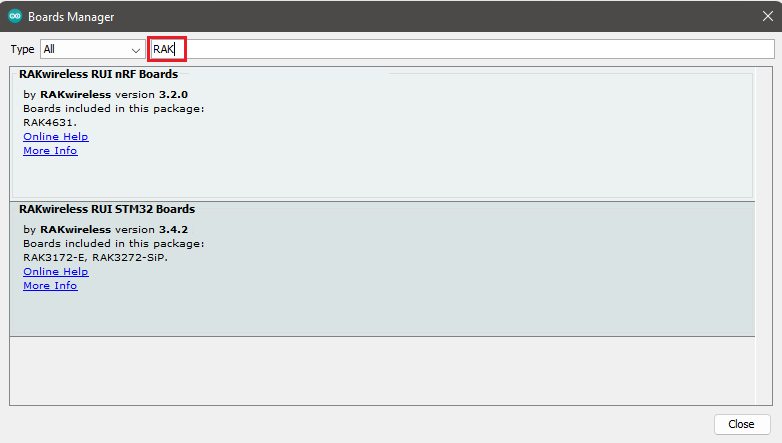 Boards Manager
Type All RAK
RAKwireless RUI nRF Boards
by RAKwireless version 3.2.0
Boards included in this package:
RAK4631.
Online Help
More Info
RAKwireless RUI STM32 Boards
by RAKwireless version 3.4.2
Boards included in this package:
RAK3172-E, RAK3272-SiP.
Online Help
More Info
Close